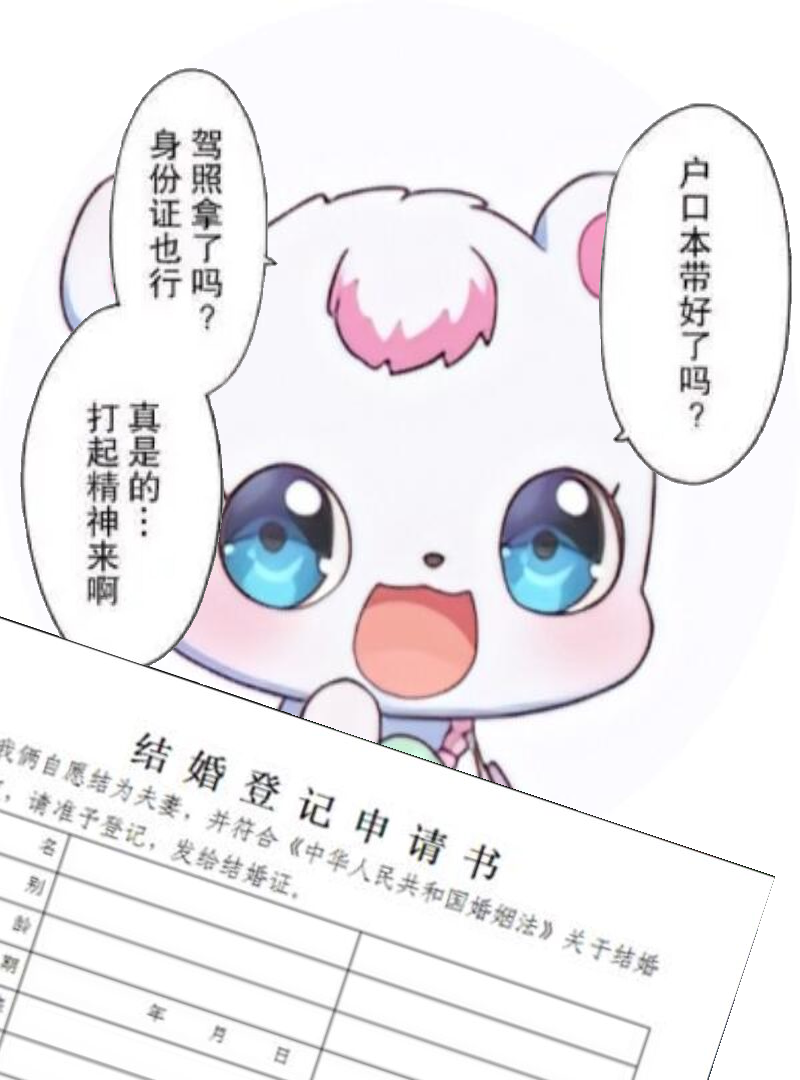 户口本带好了吗？
驾照拿了吗？
身份证也行
真是的…
打起精神来啊
结婚登记申请书
我俩自愿结为夫妻，并符合《中华人民共和国婚姻法》关于结婚
，请准予登记，发给结婚证。
名
别
龄
期
年 月 日